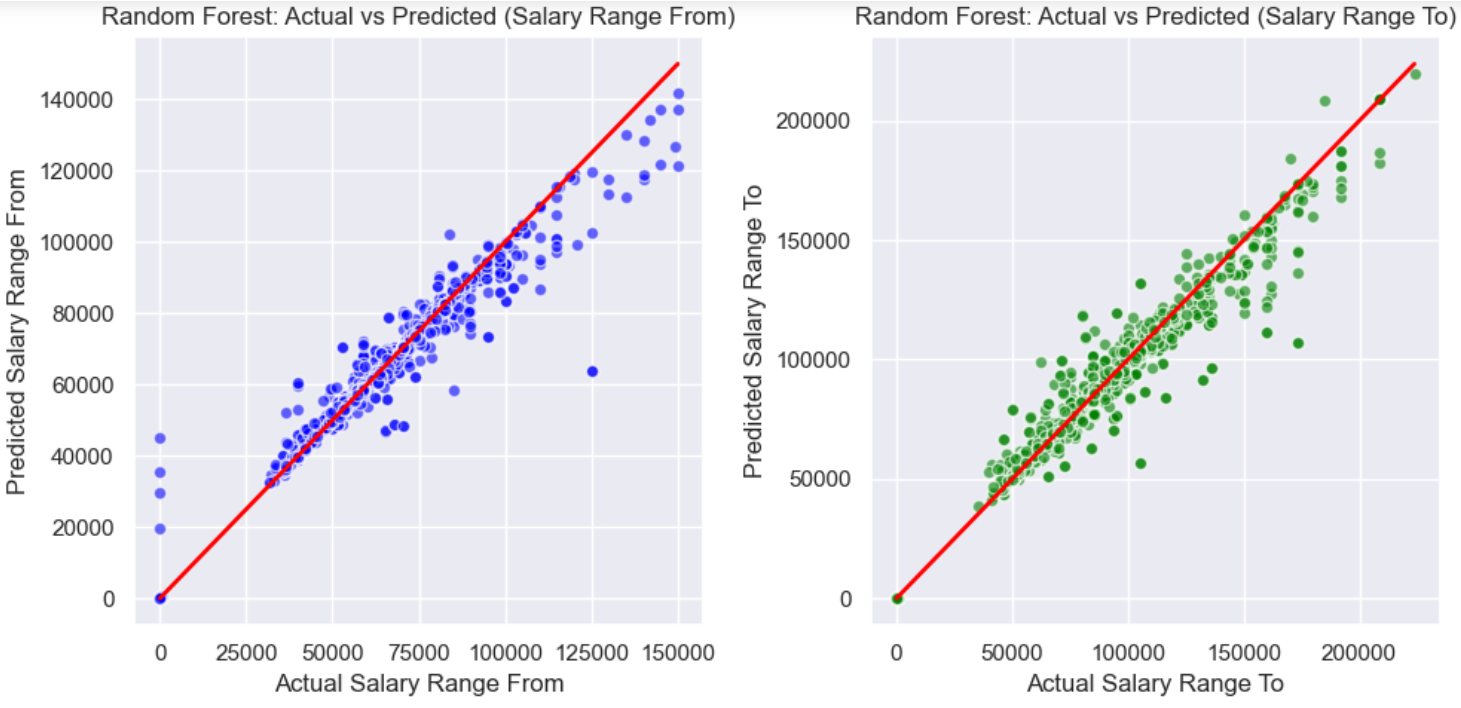 Random Forest: Actual vs Predicted (Salary Range From)
140000
120000
100000
80000
60000
40000
20000
0
Predicted Salary Range From
0 25000 50000 75000 100000 125000 150000
Actual Salary Range From
Random Forest: Actual vs Predicted (Salary Range To)
200000
150000
100000
50000
0
Predicted Salary Range To
0 50000 100000 150000 200000
Actual Salary Range To